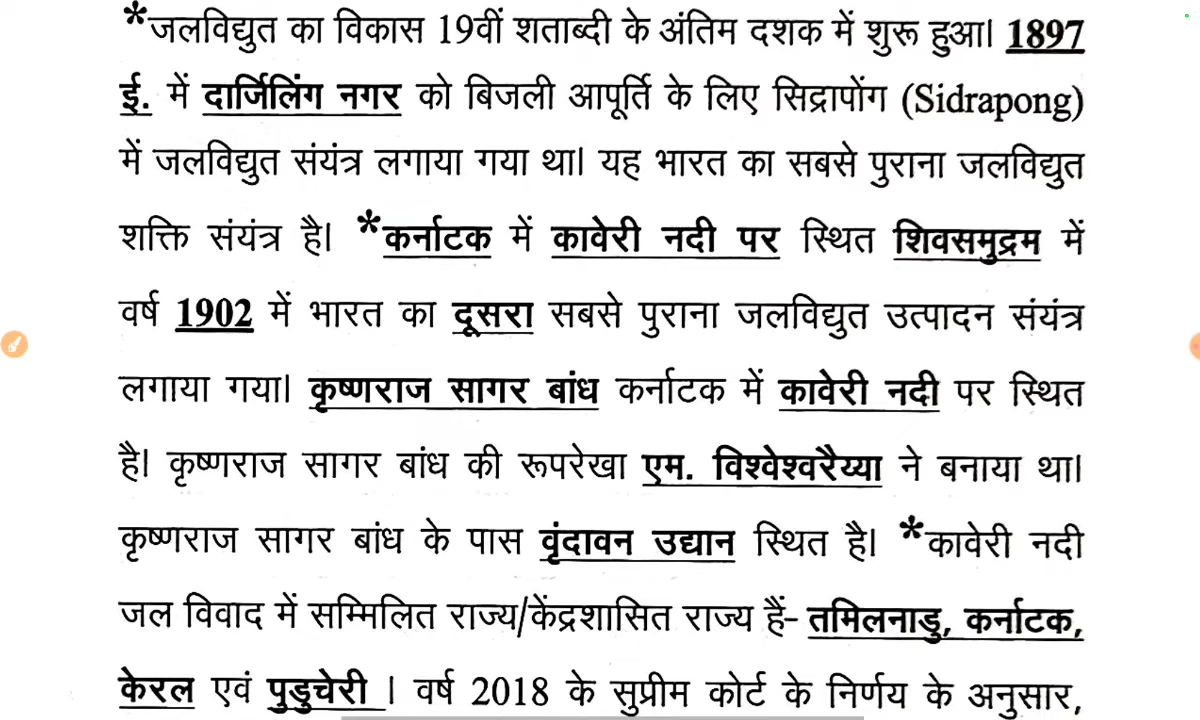 *जलविद्युत का विकास 19वीं शताब्दी के अंतिम दशक में शुरू हुआ। 1897
ई. में दार्जिलिंग नगर को बिजली आपूर्ति के लिए सिद्रापोंग (Sidrapong)
में जलविद्युत संयंत्र लगाया गया था। यह भारत का सबसे पुराना जलविद्युत
शक्ति संयंत्र है। *कर्नाटक में कावेरी नदी पर स्थित शिवसमुद्रम में
वर्ष 1902 में भारत का दूसरा सबसे पुराना जलविद्युत उत्पादन संयंत्र
लगाया गया। कृष्णराज सागर बांध कर्नाटक में कावेरी नदी पर स्थित
है। कृष्णराज सागर बांध की रूपरेखा एम. विश्वेश्वरैय्या ने बनाया था।
कृष्णराज सागर बांध के पास वृंदावन उद्यान स्थित है। *कावेरी नदी
जल विवाद में सम्मिलित राज्य/केंद्रशासित राज्य हैं- तमिलनाडु, कर्नाटक,
केरल एवं पुडुचेरी । वर्ष 2018 के सुप्रीम कोर्ट के निर्णय के अनुसार,